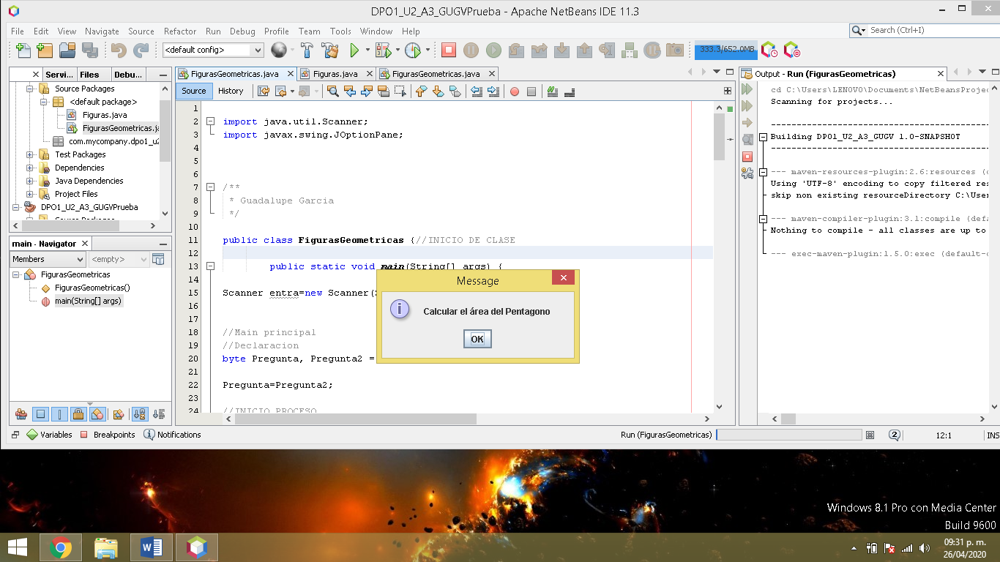 DPO1_U2_A3_GUGVPrueba - Apache NetBeans IDE 11.3
File Edit View Navigate Source Refactor Run Debug Profile Team Tools Window Help
Search (Ctrl+I)
<default config>
333.3/652.0MB
Servi... Files Debu...
FigurasGeometricas.java Figuras.java FigurasGeometricas.java
Output - Run (FigurasGeometricas)
Source History
Source Packages
<default package>
Figuras.java
FigurasGeometricas.ja
com.mycompany.dpo1_u2
Test Packages
Dependencies
Java Dependencies
Project Files
DPO1_U2_A3_GUGVPrueba
Source Packages
main - Navigator
Members
<empty>
FigurasGeometricas
FigurasGeometricas()
main(String[] args)
1
2 import java.util.Scanner;
3 import javax.swing.JOptionPane;
4
5
6
7 /**
8 * Guadalupe Garcia
9 */
10
11 public class FigurasGeometricas {//INICIO DE CLASE
12
13 public static void main(String[] args) {
14
15 Scanner entra=new Scanner(
16
17
18 //Main principal
19 //Declaracion
20 byte Pregunta, Pregunta2 =
21
22 Pregunta=Pregunta2;
23
24 //INICIO PROCESO
Message
Calcular el área del Pentagono
OK
cd C:\Users\LENOVO\Documents\NetBeansProjec
Scanning for projects...
Building DPO1_U2_A3_GUGV 1.0-SNAPSHOT
--- maven-resources-plugin:2.6:resources (d
Using 'UTF-8' encoding to copy filtered res
skip non existing resourceDirectory C:\User
--- maven-compiler-plugin:3.1:compile (defa
Nothing to compile - all classes are up to
--- exec-maven-plugin:1.5.0:exec (default-c
Variables Breakpoints Notifications
Run (FigurasGeometricas)
2
12:1
INS
Windows 8.1 Pro con Media Center
Build 9600
09:31 p. m.
26/04/2020